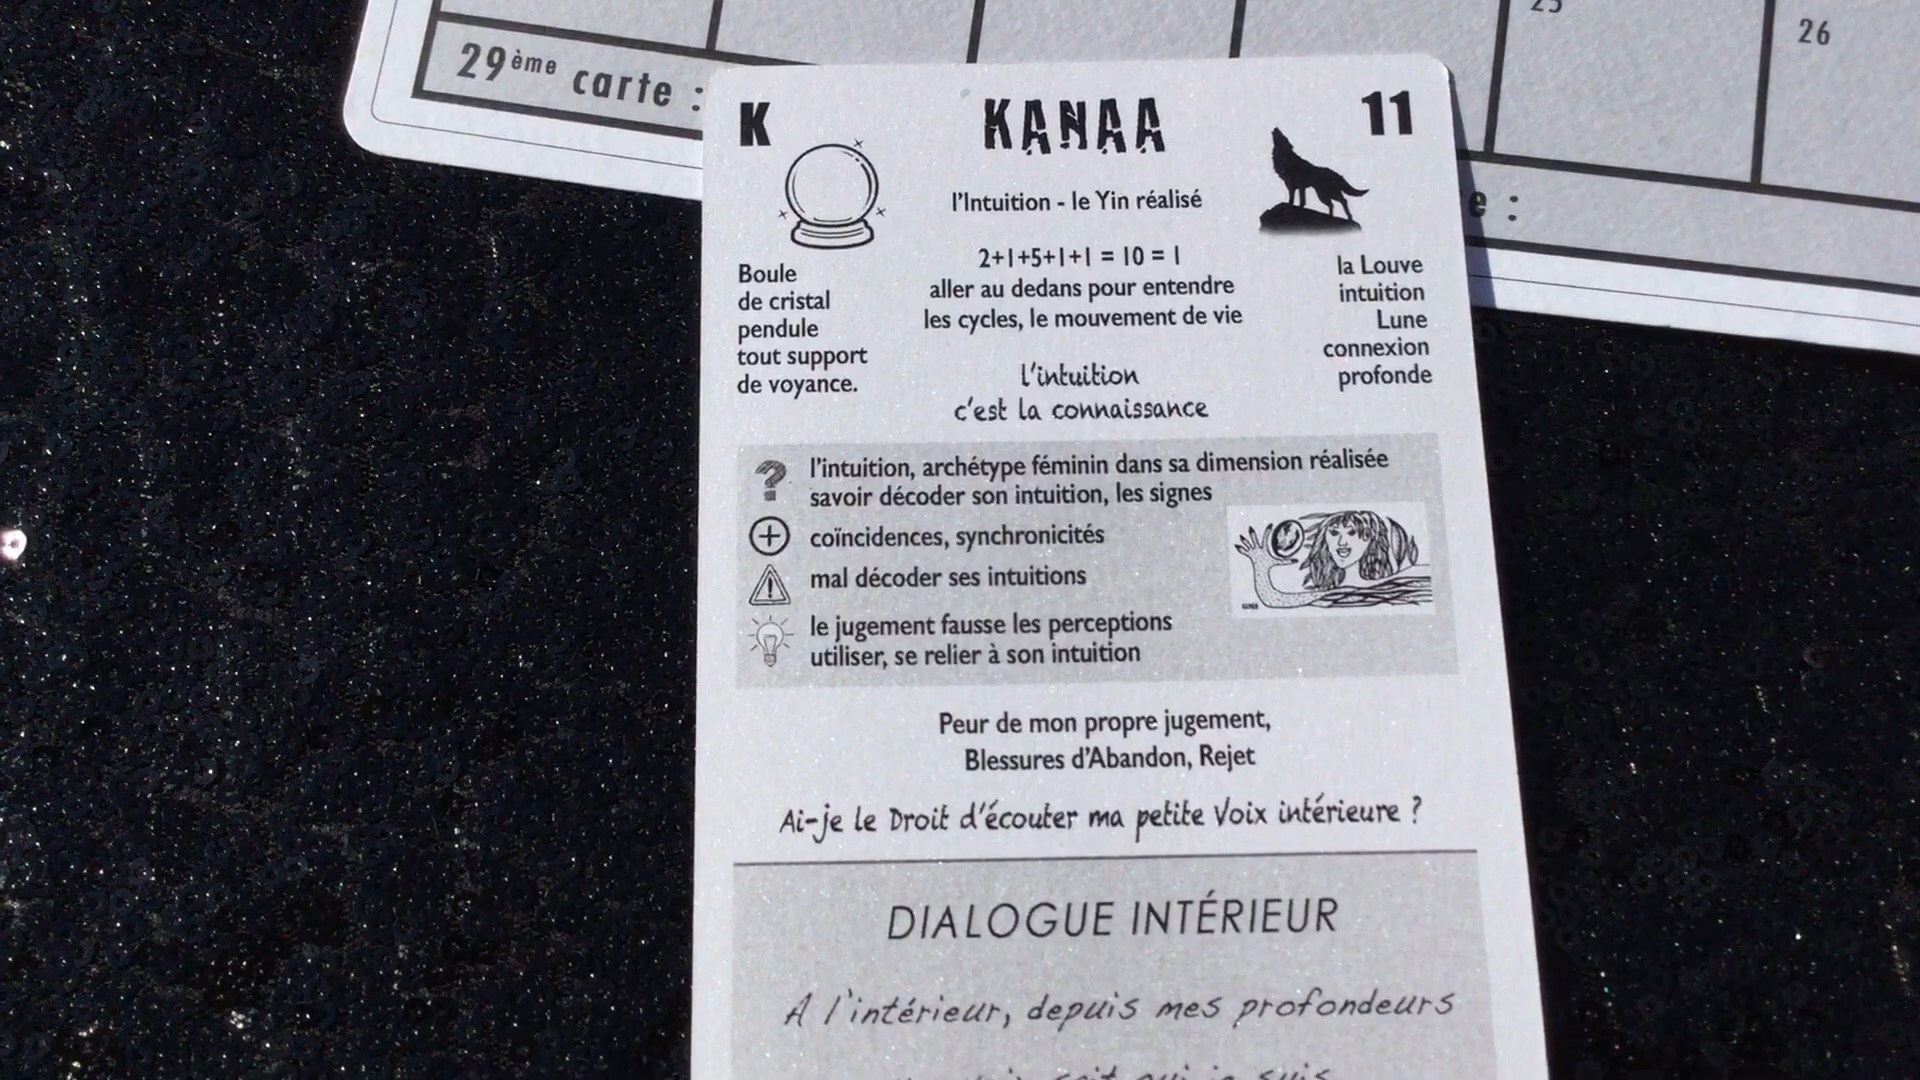 25
26
29ème carte :
e :
K
KANAA
11
l'Intuition - le Yin réalisé
2+1+5+1+1 = 10 = 1
aller au dedans pour entendre
les cycles, le mouvement de vie
l'intuition
c'est la connaissance
Boule
de cristal
pendule
tout support
de voyance.
la Louve
intuition
Lune
connexion
profonde
l'intuition, archétype féminin dans sa dimension réalisée
savoir décoder son intuition, les signes
coïncidences, synchronicités
mal décoder ses intuitions
le jugement fausse les perceptions
utiliser, se relier à son intuition
Peur de mon propre jugement,
Blessures d'Abandon, Rejet
Ai-je le Droit d'écouter ma petite Voix intérieure ?
DIALOGUE INTÉRIEUR
A l'intérieur, depuis mes profondeurs
sait qui je suis